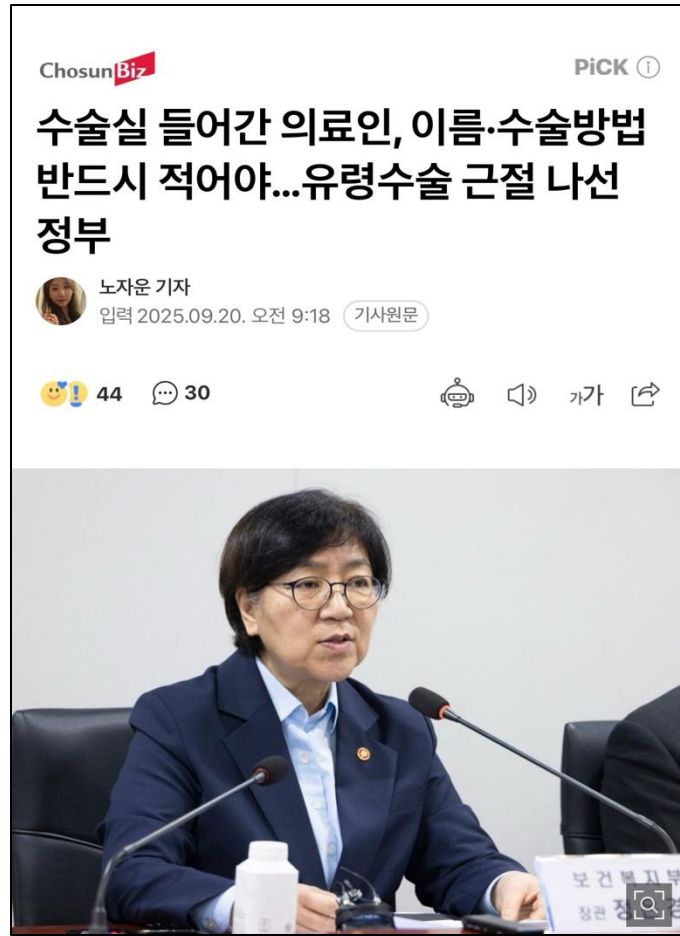 ChosunBiz
PiCK
수술실 들어간 의료인, 이름·수술방법
반드시 적어야...유령수술 근절 나선
정부
노자운 기자
입력 2025.09.20. 오전 9:18 기사원문
44 30 가가
보건복지부
장관